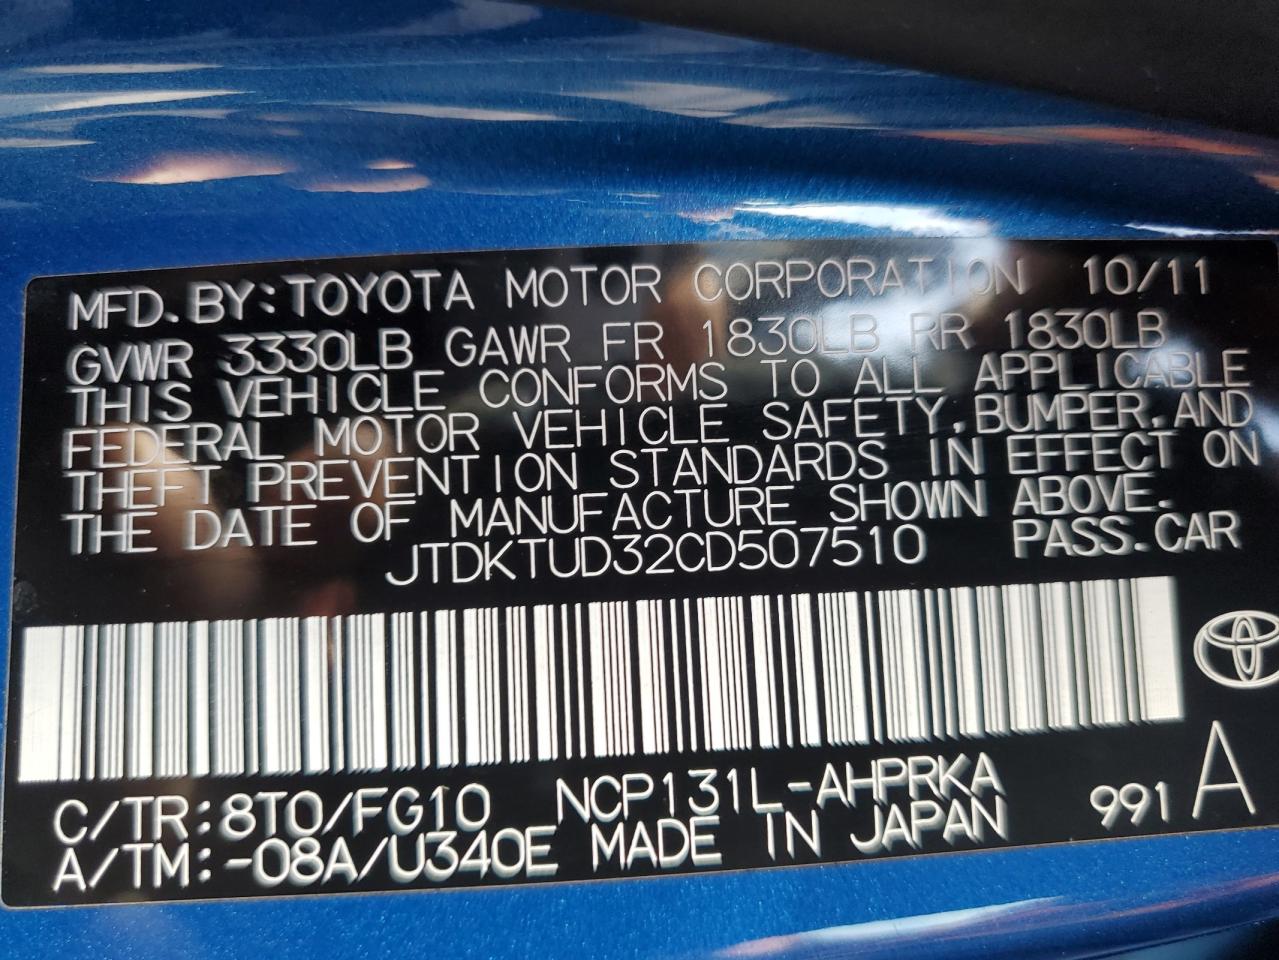 MFD. BY: TOYOTA MOTOR CORPORATION 10/11
GVWR 3330LB GAWR FR 1830LB RR 1830LB
THIS VEHICLE CONFORMS TO ALL APPLICABLE
FEDERAL MOTOR VEHICLE SAFETY, BUMPER, AND
THEFT PREVENTION STANDARDS IN EFFECT ON
THE DATE OF MANUFACTURE SHOWN ABOVE.
JTDKTUD32CD507510 PASS. CAR
C/TR: 8T0/FG10 NCP131L-AHPRKA
A/TM: -08A/U340E MADE IN JAPAN 991 A